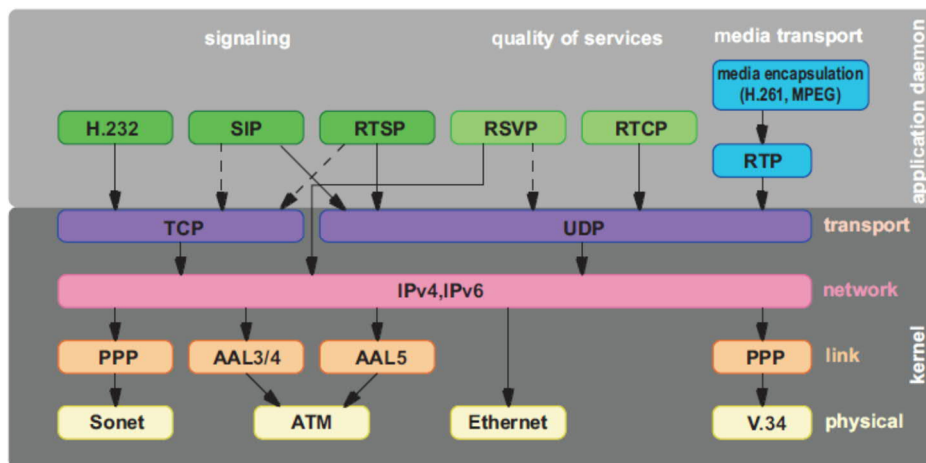 signaling
quality of services
media transport
application daemon
media encapsulation
(H.261, MPEG)
H.232
SIP
RTSP
RSVP
RTCP
RTP
TCP
UDP
transport
IPv4,IPv6
network
kernel
PPP
AAL3/4
AAL5
PPP
link
Sonet
ATM
Ethernet
V.34
physical